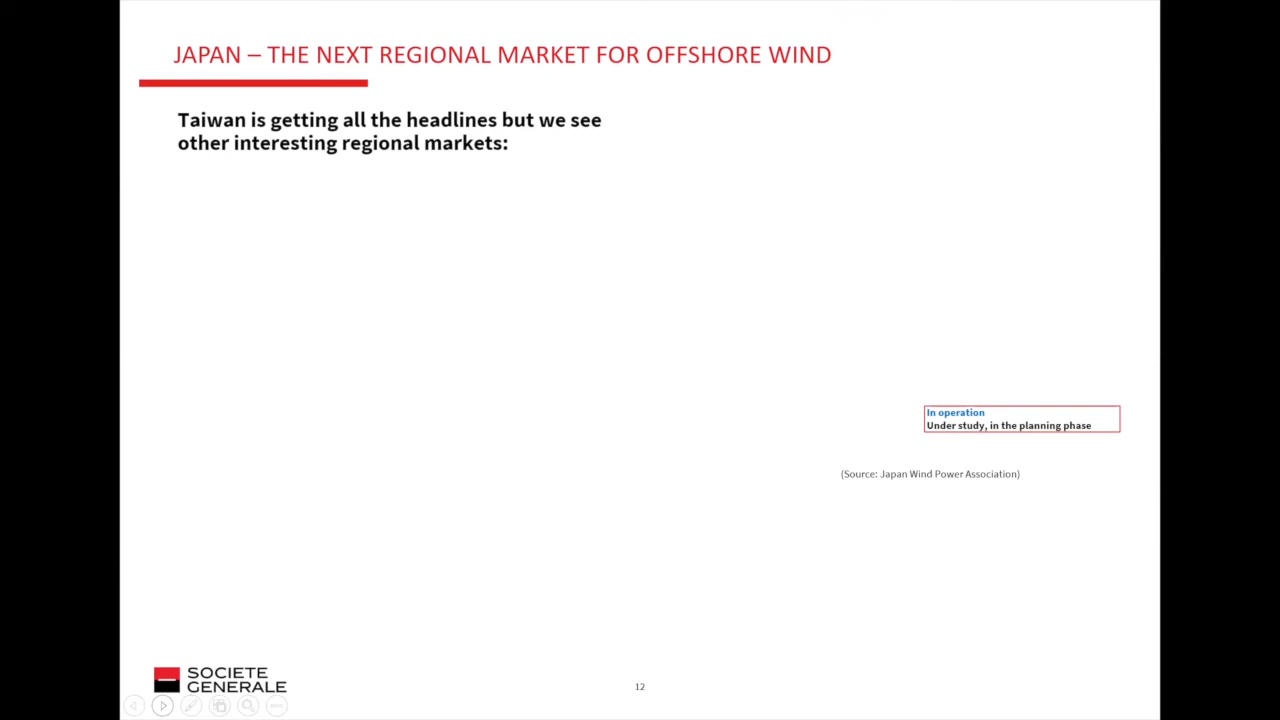 JAPAN – THE NEXT REGIONAL MARKET FOR OFFSHORE WIND
Taiwan is getting all the headlines but we see
other interesting regional markets:
In operation
Under study, in the planning phase
(Source: Japan Wind Power Association)
SOCIETE
GENERALE
12